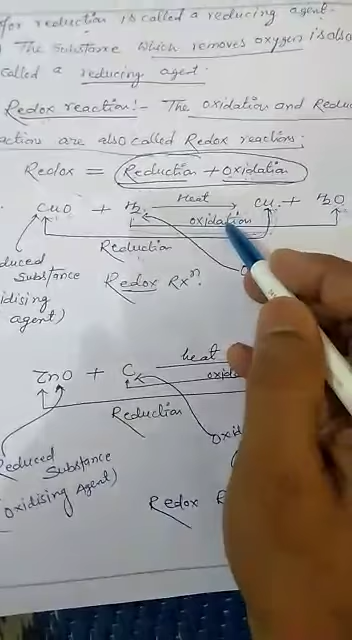 for reduction is called a reducing agent.
The Substance which removes oxygen is also
called a reducing agent.
Redox reaction:- The oxidation and Redu
action are also called Redox reactions:
Redox = Reduction + Oxidation
CuO + H2 Heat Cu + H2O
oxidation
Reduction
duced
Substance Redox Rxn.
idising
agent)
ZnO + C heat
oxid
Reduction
Reduced Oxid
Substance
oxidising Agent)
Redox R